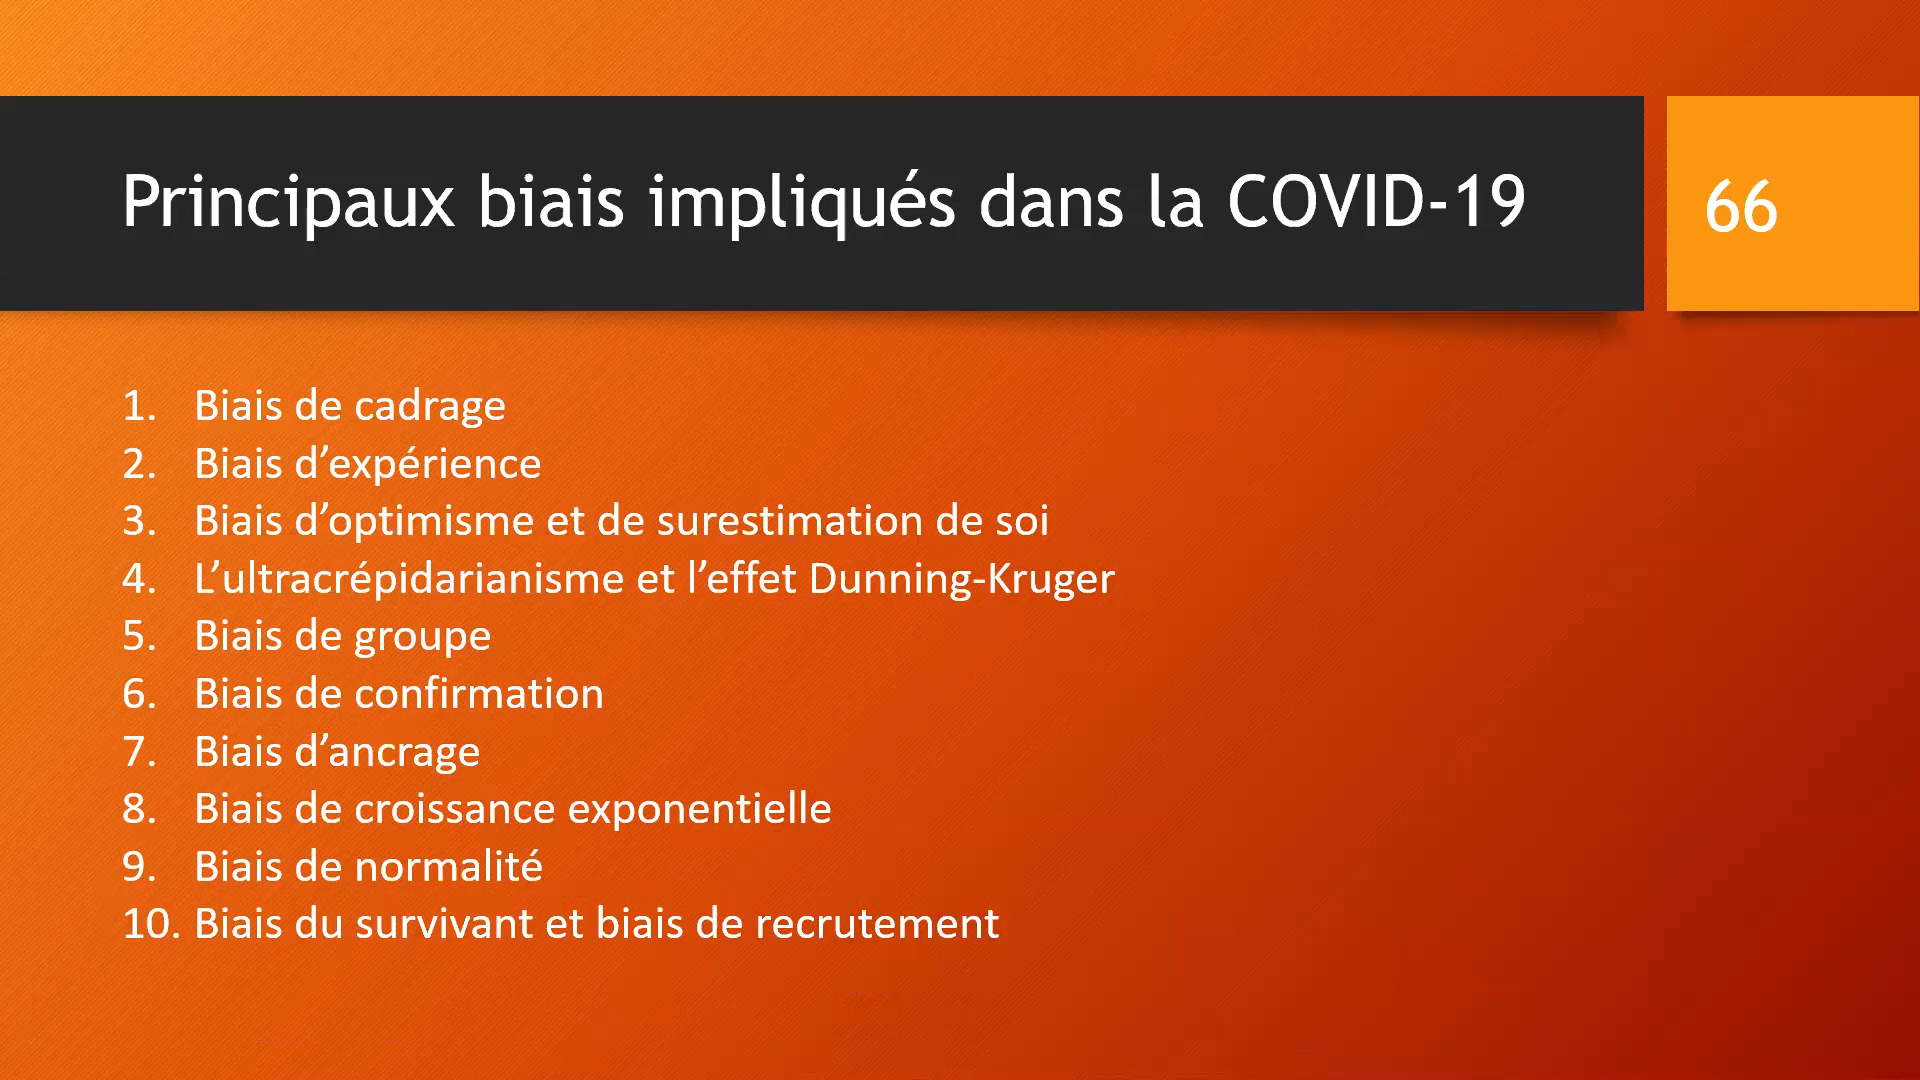 Principaux biais impliqués dans la COVID-19
66
1. Biais de cadrage
2. Biais d’expérience
3. Biais d’optimisme et de surestimation de soi
4. L’ultracrépidarianisme et l’effet Dunning-Kruger
5. Biais de groupe
6. Biais de confirmation
7. Biais d’ancrage
8. Biais de croissance exponentielle
9. Biais de normalité
10. Biais du survivant et biais de recrutement